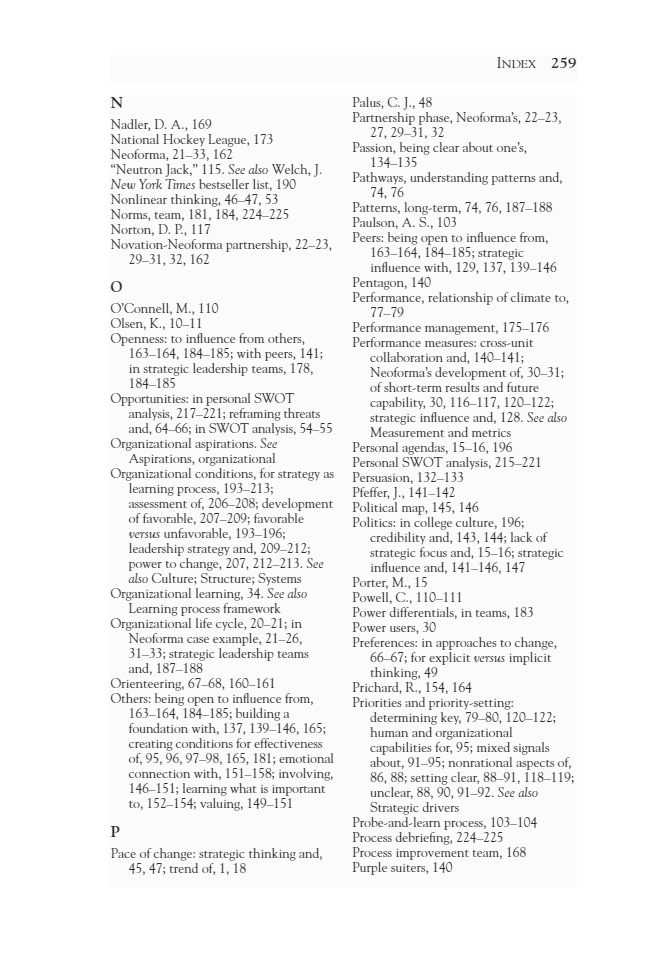 INDEX 259
N
Nadler, D. A., 169
National Hockey League, 173
Neoforma, 21–33, 162
“Neutron Jack,” 115. See also Welch, J.
New York Times bestseller list, 190
Nonlinear thinking, 46–47, 53
Norms, team, 181, 184, 224–225
Norton, D. P., 117
Novation-Neoforma partnership, 22–23,
29–31, 32, 162
O
O’Connell, M., 110
Olsen, K., 10–11
Openness: to influence from others,
163–164, 184–185; with peers, 141;
in strategic leadership teams, 178,
184–185
Opportunities: in personal SWOT
analysis, 217–221; reframing threats
and, 64–66; in SWOT analysis, 54–55
Organizational aspirations. See
Aspirations, organizational
Organizational conditions, for strategy as
learning process, 193–213;
assessment of, 206–208; development
of favorable, 207–209; favorable
versus unfavorable, 193–196;
leadership strategy and, 209–212;
power to change, 207, 212–213. See
also Culture; Structure; Systems
Organizational learning, 34. See also
Learning process framework
Organizational life cycle, 20–21; in
Neoforma case example, 21–26,
31–33; strategic leadership teams
and, 187–188
Orienteering, 67–68, 160–161
Others: being open to influence from,
163–164, 184–185; building a
foundation with, 137, 139–146, 165;
creating conditions for effectiveness
of, 95, 96, 97–98, 165, 181; emotional
connection with, 151–158; involving,
146–151; learning what is important
to, 152–154; valuing, 149–151
P
Pace of change: strategic thinking and,
45, 47; trend of, 1, 18
Palus, C. J., 48
Partnership phase, Neoforma’s, 22–23,
27, 29–31, 32
Passion, being clear about one’s,
134–135
Pathways, understanding patterns and,
74, 76
Patterns, long-term, 74, 76, 187–188
Paulson, A. S., 103
Peers: being open to influence from,
163–164, 184–185; strategic
influence with, 129, 137, 139–146
Pentagon, 140
Performance, relationship of climate to,
77–79
Performance management, 175–176
Performance measures: cross-unit
collaboration and, 140–141;
Neoforma’s development of, 30–31;
of short-term results and future
capability, 30, 116–117, 120–122;
strategic influence and, 128. See also
Measurement and metrics
Personal agendas, 15–16, 196
Personal SWOT analysis, 215–221
Persuasion, 132–133
Pfeffer, J., 141–142
Political map, 145, 146
Politics: in college culture, 196;
credibility and, 143, 144; lack of
strategic focus and, 15–16; strategic
influence and, 141–146, 147
Porter, M., 15
Powell, C., 110–111
Power differentials, in teams, 183
Power users, 30
Preferences: in approaches to change,
66–67; for explicit versus implicit
thinking, 49
Prichard, R., 154, 164
Priorities and priority-setting:
determining key, 79–80, 120–122;
human and organizational
capabilities for, 95; mixed signals
about, 91–95; nonrational aspects of,
86, 88; setting clear, 88–91, 118–119;
unclear, 88, 90, 91–92. See also
Strategic drivers
Probe-and-learn process, 103–104
Process debriefing, 224–225
Process improvement team, 168
Purple suiters, 140